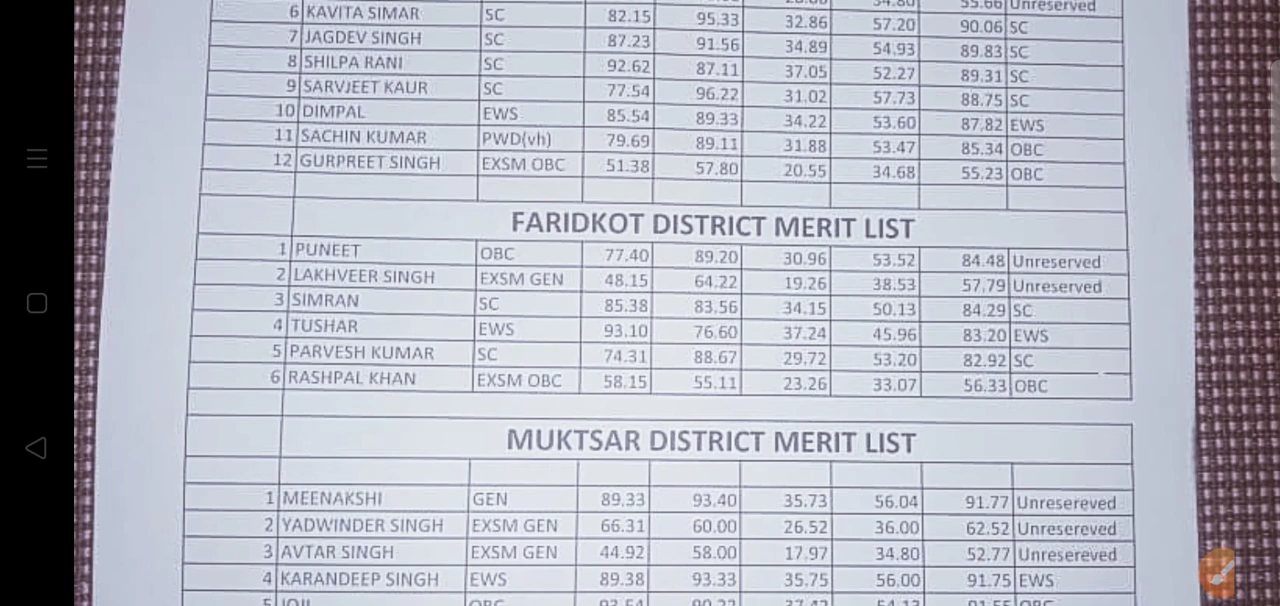 55.66 Unreserved
6 KAVITA SIMAR SC 82.15 95.33 32.86 57.20 90.06 SC
7 JAGDEV SINGH SC 87.23 91.56 34.89 54.93 89.83 SC
8 SHILPA RANI SC 92.62 87.11 37.05 52.27 89.31 SC
9 SARVJEET KAUR SC 77.54 96.22 31.02 57.73 88.75 SC
10 DIMPAL EWS 85.54 89.33 34.22 53.60 87.82 EWS
11 SACHIN KUMAR PWD(vh) 79.69 89.11 31.88 53.47 85.34 OBC
12 GURPREET SINGH EXSM OBC 51.38 57.80 20.55 34.68 55.23 OBC
FARIDKOT DISTRICT MERIT LIST
1 PUNEET OBC 77.40 89.20 30.96 53.52 84.48 Unreserved
2 LAKHVEER SINGH EXSM GEN 48.15 64.22 19.26 38.53 57.79 Unreserved
3 SIMRAN SC 85.38 83.56 34.15 50.13 84.29 SC
4 TUSHAR EWS 93.10 76.60 37.24 45.96 83.20 EWS
5 PARVESH KUMAR SC 74.31 88.67 29.72 53.20 82.92 SC
6 RASHPAL KHAN EXSM OBC 58.15 55.11 23.26 33.07 56.33 OBC
MUKTSAR DISTRICT MERIT LIST
1 MEENAKSHI GEN 89.33 93.40 35.73 56.04 91.77 Unresereved
2 YADWINDER SINGH EXSM GEN 66.31 60.00 26.52 36.00 62.52 Unresereved
3 AVTAR SINGH EXSM GEN 44.92 58.00 17.97 34.80 52.77 Unresereved
4 KARANDEEP SINGH EWS 89.38 93.33 35.75 56.00 91.75 EWS